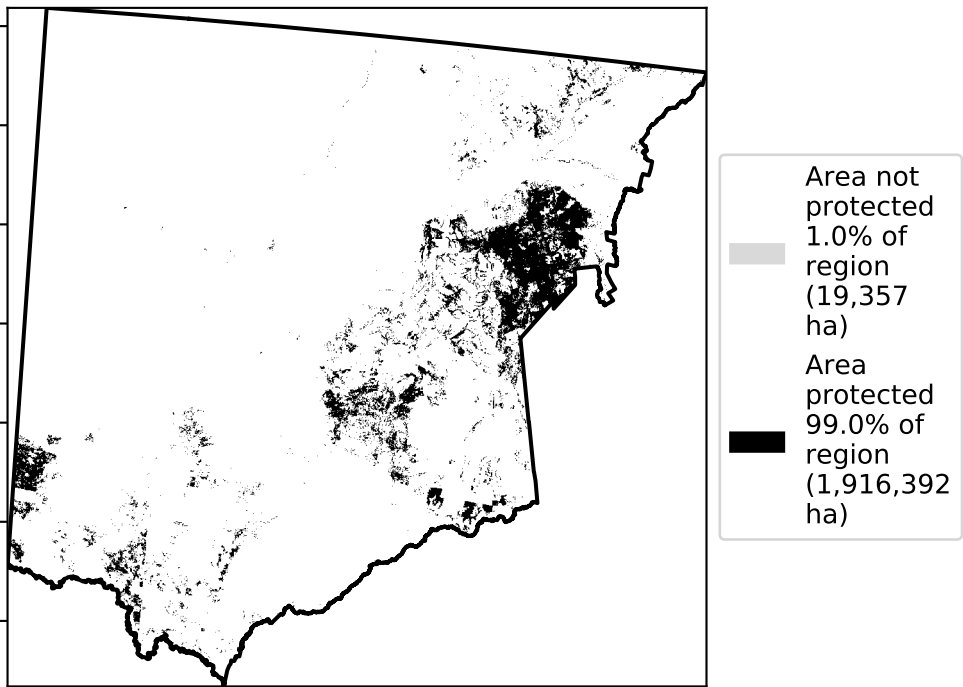 Area not
protected
1.0% of
region
(19,357
ha)
Area
protected
99.0% of
region
(1,916,392
ha)